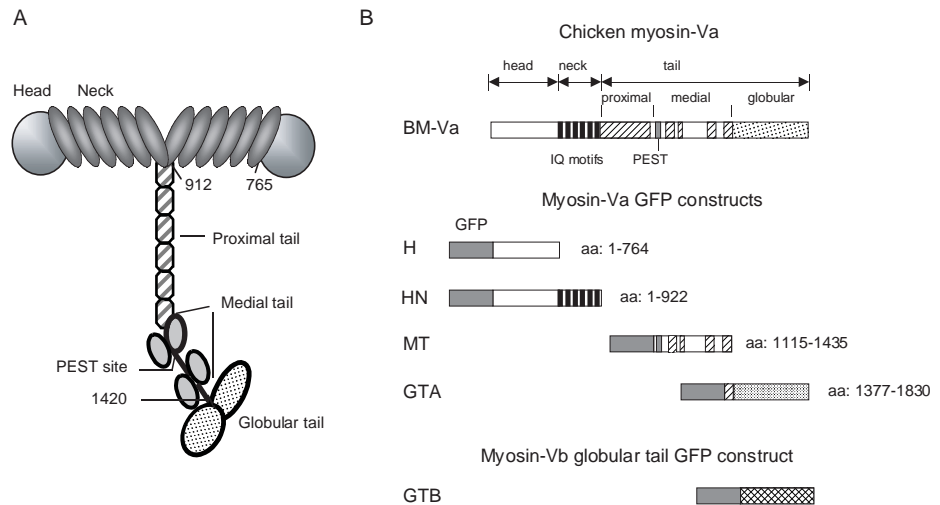 A
Head
Neck
912
765
Proximal tail
Medial tail
PEST site
1420
Globular tail
B
Chicken myosin-Va
head
neck
tail
proximal
medial
globular
BM-Va
IQ motifs
PEST
Myosin-Va GFP constructs
GFP
H
aa: 1-764
HN
aa: 1-922
MT
aa: 1115-1435
GTA
aa: 1377-1830
Myosin-Vb globular tail GFP construct
GTB